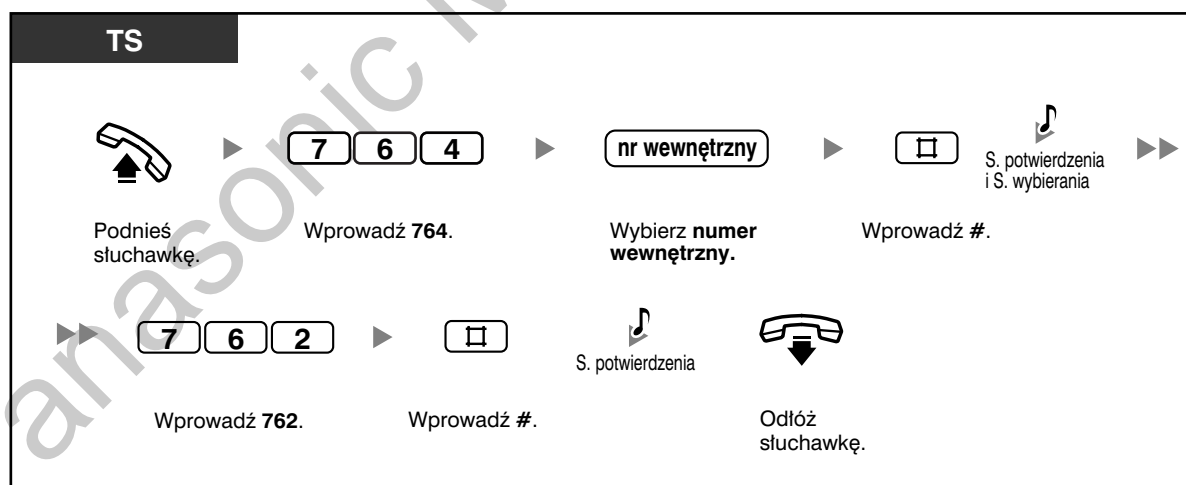 TS
7 6 4
nr wewnętrzny
S. potwierdzenia
i S. wybierania
Podnieś
słuchawkę.
Wprowadź 764.
Wybierz numer
wewnętrzny.
Wprowadź #.
7 6 2
S. potwierdzenia
Wprowadź 762.
Wprowadź #.
Odłóż
słuchawkę.
anasonic